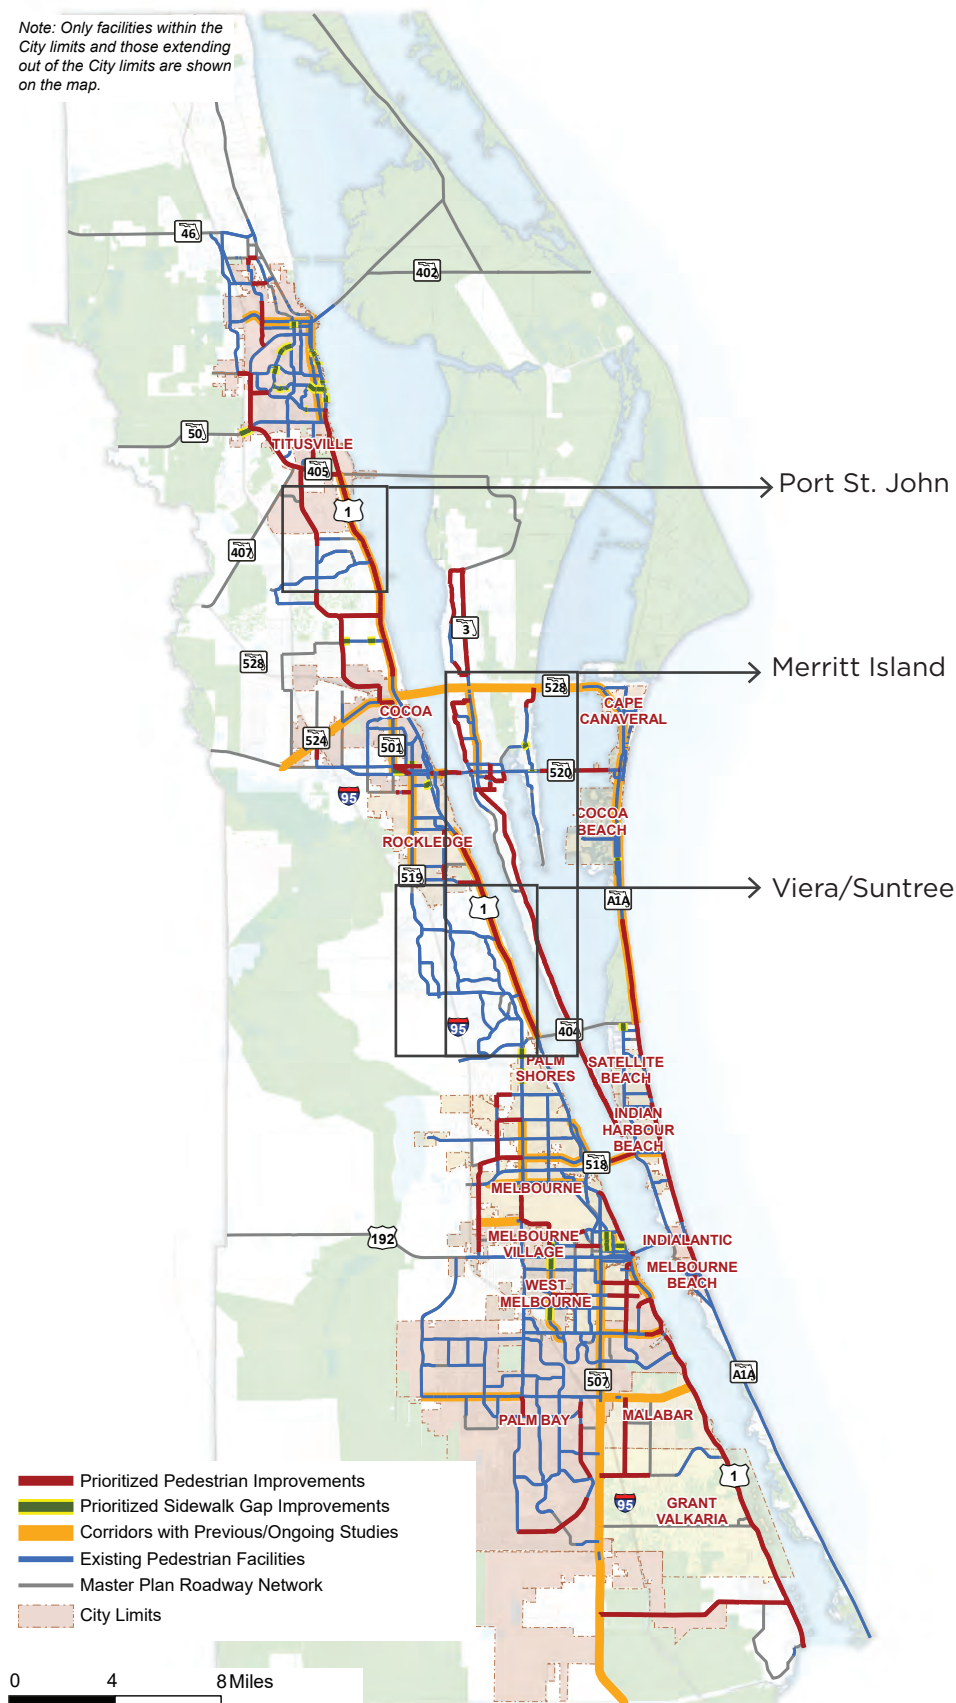 Note: Only facilities within the
City limits and those extending
out of the City limits are shown
on the map.
46
402
50
TITUSVILLE
405
Port St. John
1
407
3
528
Merritt Island
528
COCOA
CAPE
CANAVERAL
524
501
520
95
COCOA
BEACH
ROCKLEDGE
519
Viera/Suntree
A1A
1
95
404
PALM
SHORES
SATELLITE
BEACH
INDIAN
HARBOUR
BEACH
518
MELBOURNE
192
MELBOURNE
VILLAGE
INDIALANTIC
MELBOURNE
BEACH
WEST
MELBOURNE
A1A
507
PALM BAY
MALABAR
1
95
GRANT
VALKARIA
Prioritized Pedestrian Improvements
Prioritized Sidewalk Gap Improvements
Corridors with Previous/Ongoing Studies
Existing Pedestrian Facilities
Master Plan Roadway Network
City Limits
0 4 8 Miles